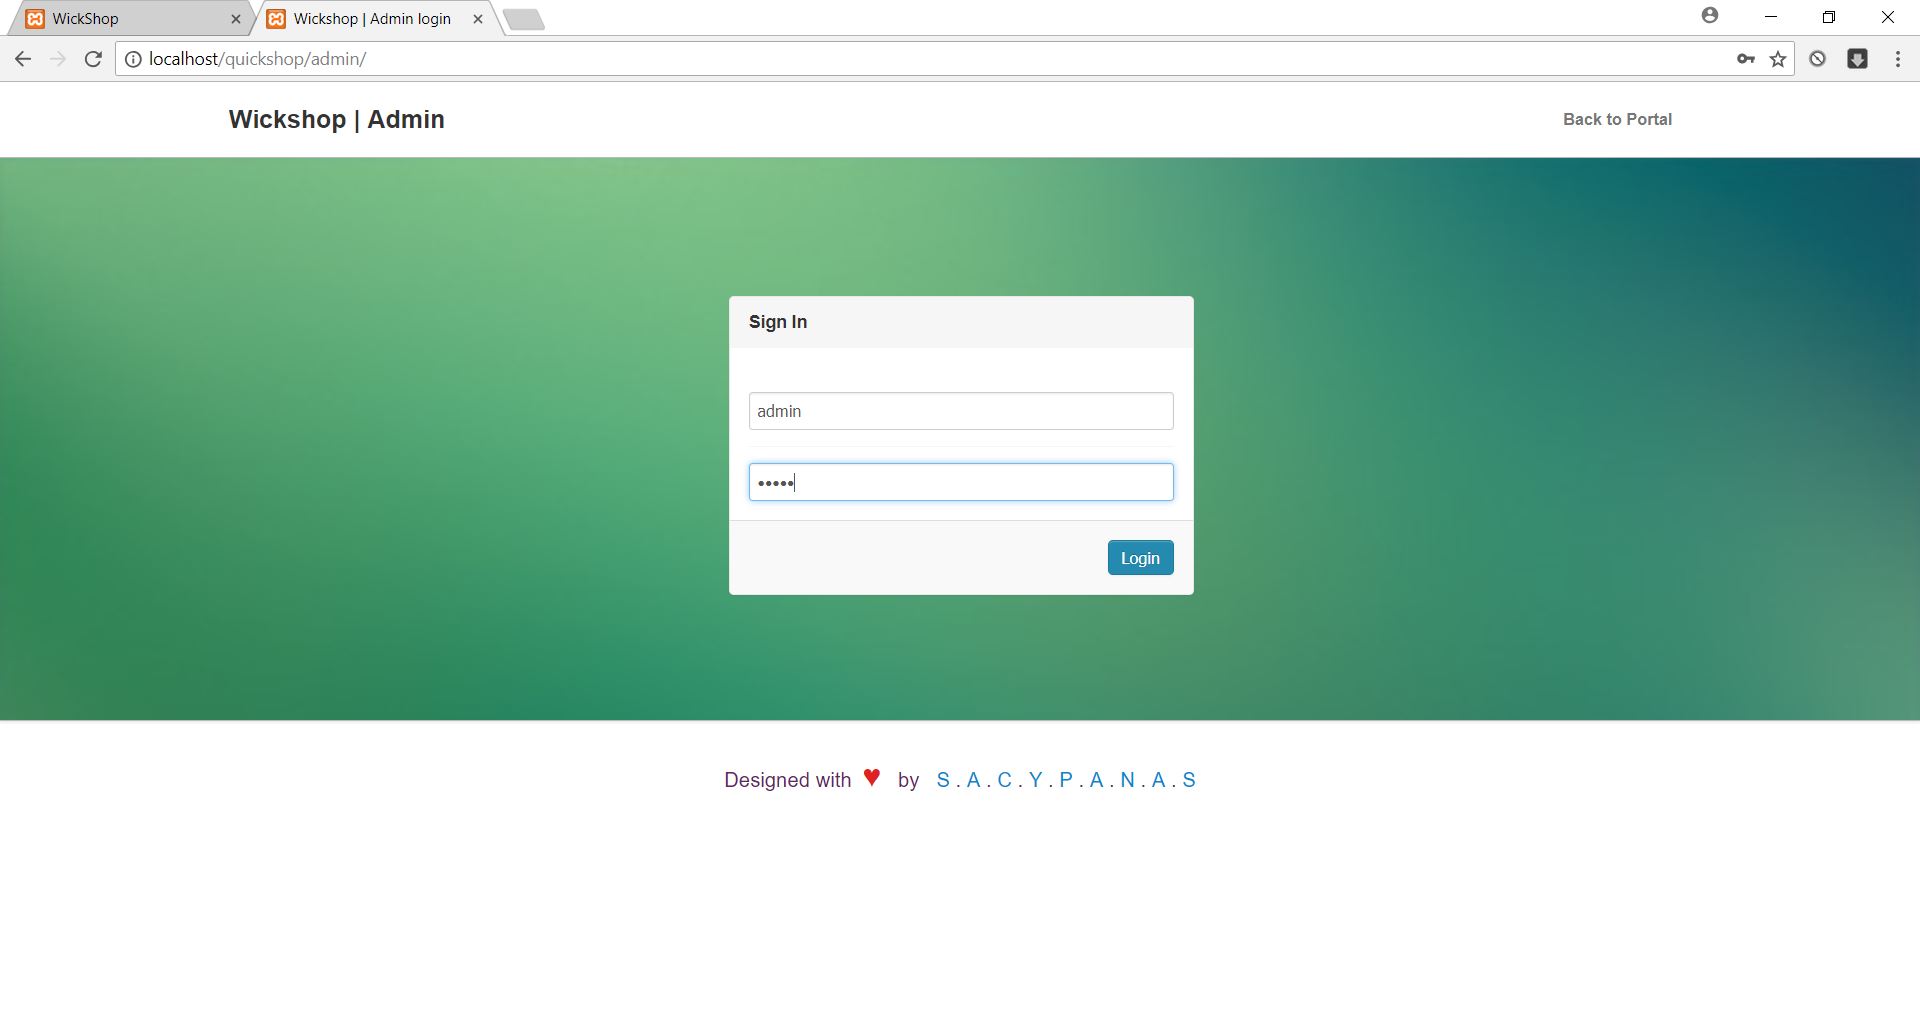 WickShop
Wickshop | Admin login
localhost/quickshop/admin/
Wickshop | Admin
Back to Portal
Sign In
admin
•••••
Login
Designed with ♥ by S . A . C . Y . P . A . N . A . S